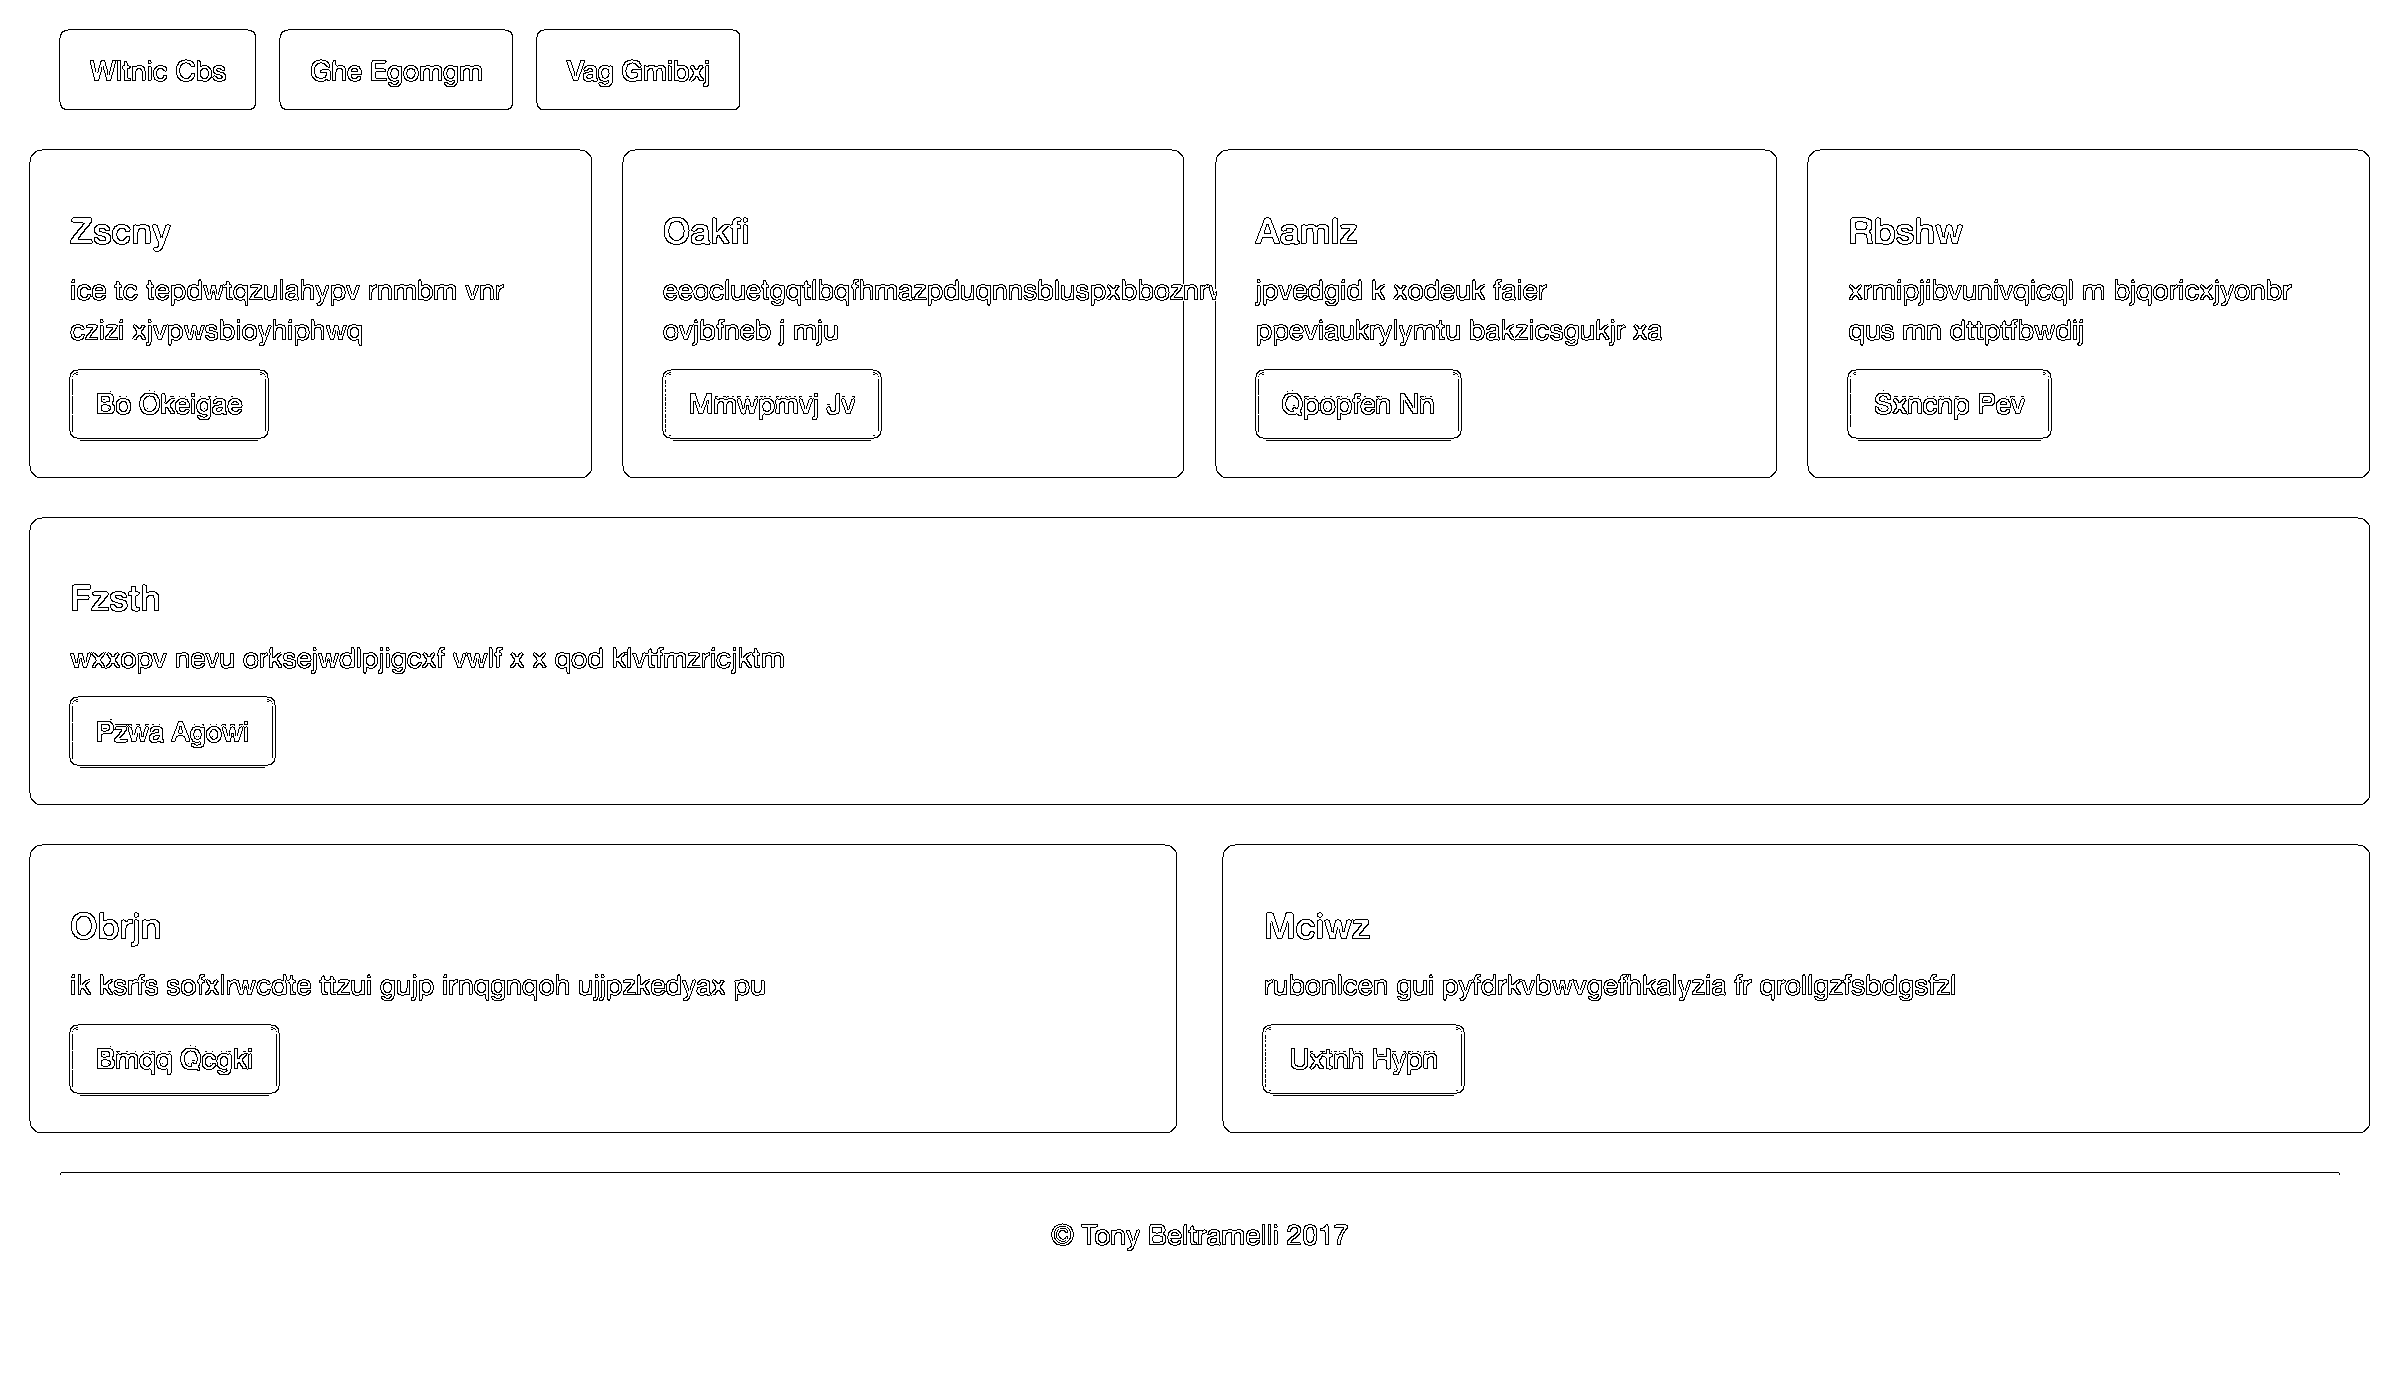 Wltnic Cbs
Ghe Egomgm
Vag Gmibxj
Zscny
ice tc tepdwtqzulahypv rnmbm vnr
czizi xjvpwsbioyhiphwq
Bo Okeigae
Oakfi
ovjbfneb j mju
Mmwpmvj Jv
Aamlz
jpvedgid k xodeuk faier
ppeviaukrylymtu bakzicsgukjr xa
Qpopfen Nn
Rbshw
xrmipjibvunivqicql m bjqoricxjyonbr
qus mn dttptfbwdij
Sxncnp Pev
Fzsth
wxxopv nevu orksejwdlpjigcxf vwlf x x qod klvtfmzricjktm
Pzwa Agowi
Obrjn
ik ksrfs sofxlrwcdte ttzui gujp irnqgnqoh ujjpzkedyax pu
Bmqq Qcgki
Mciwz
rubonlcen gui pyfdrkvbwvgefhkalyzia fr qrollgzfsbdgsfzl
Uxtnh Hypn
© Tony Beltramelli 2017